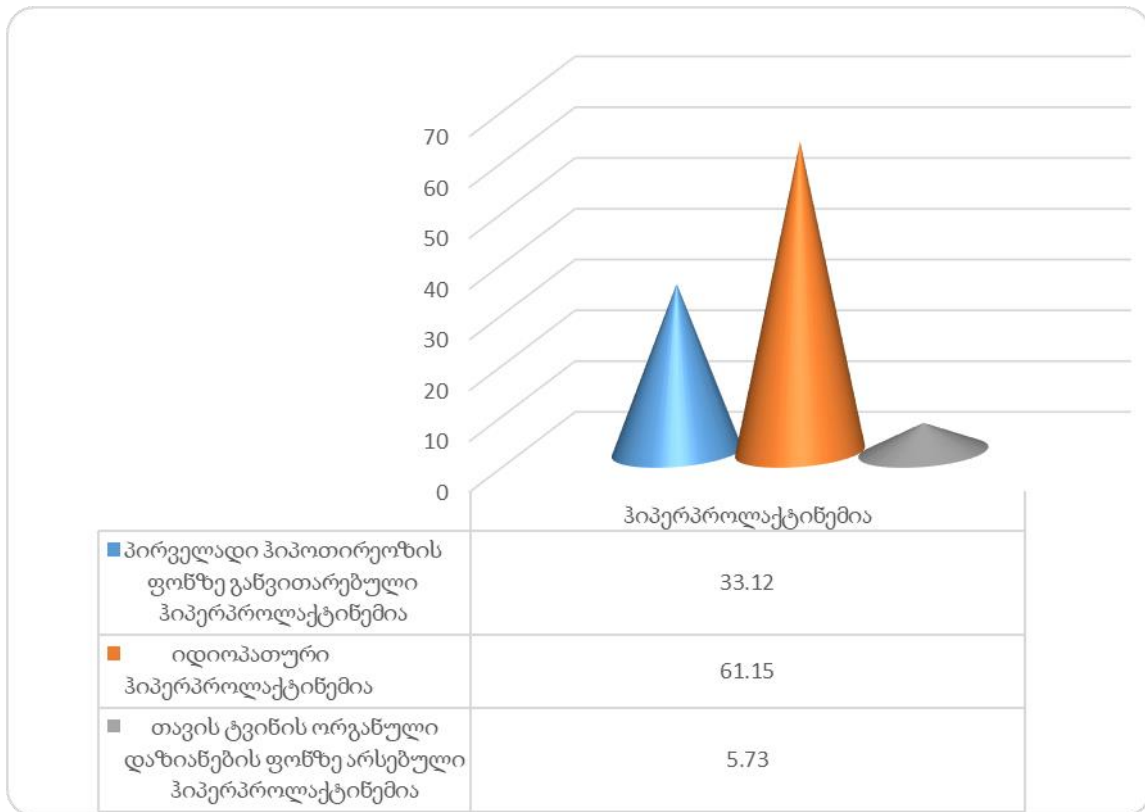 70
60
50
40
30
20
10
0
ჰიპერპროლაქტინემია
პირველადი ჰიპოთირეოზის
ფონზე განვითარებული
ჰიპერპროლაქტინემია
33.12
იდიოპათური
ჰიპერპროლაქტინემია
61.15
თავის ტვინის ორგანული
დაზიანების ფონზე არსებული
ჰიპერპროლაქტინემია
5.73